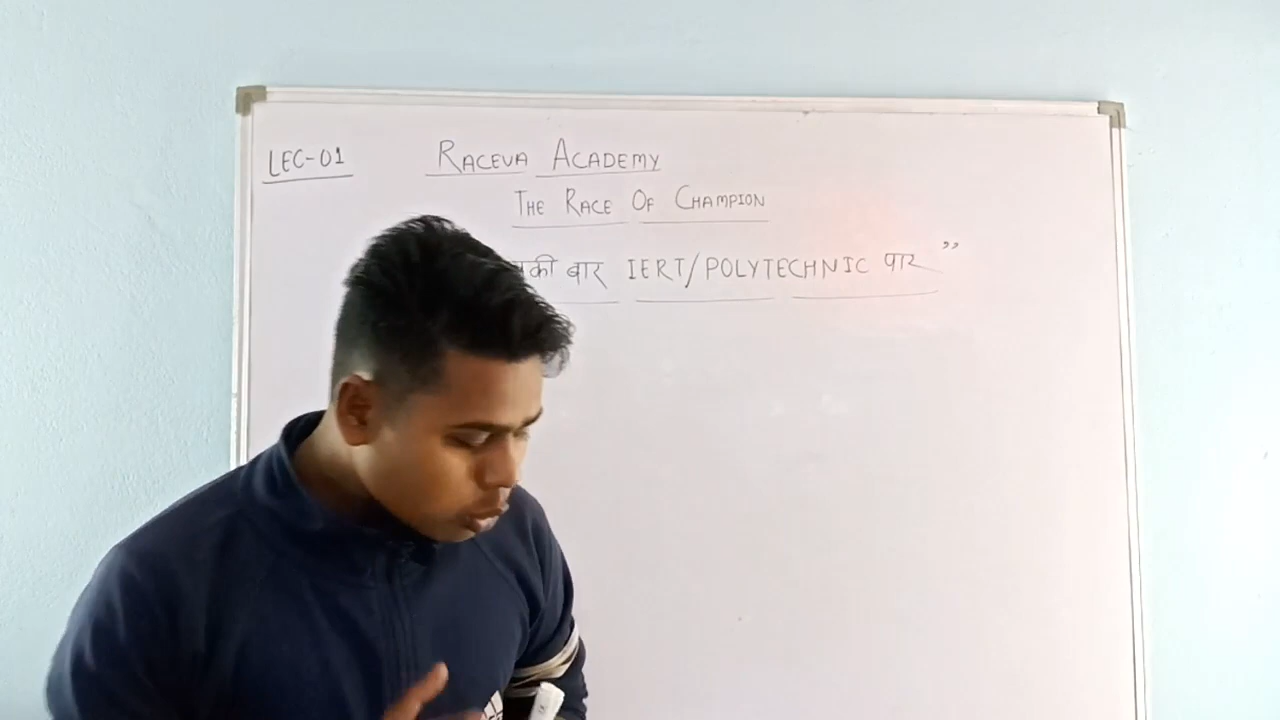 LEC-01
RACEVA ACADEMY
THE RACE OF CHAMPION
बार IERT/POLYTECHNIC पार ”